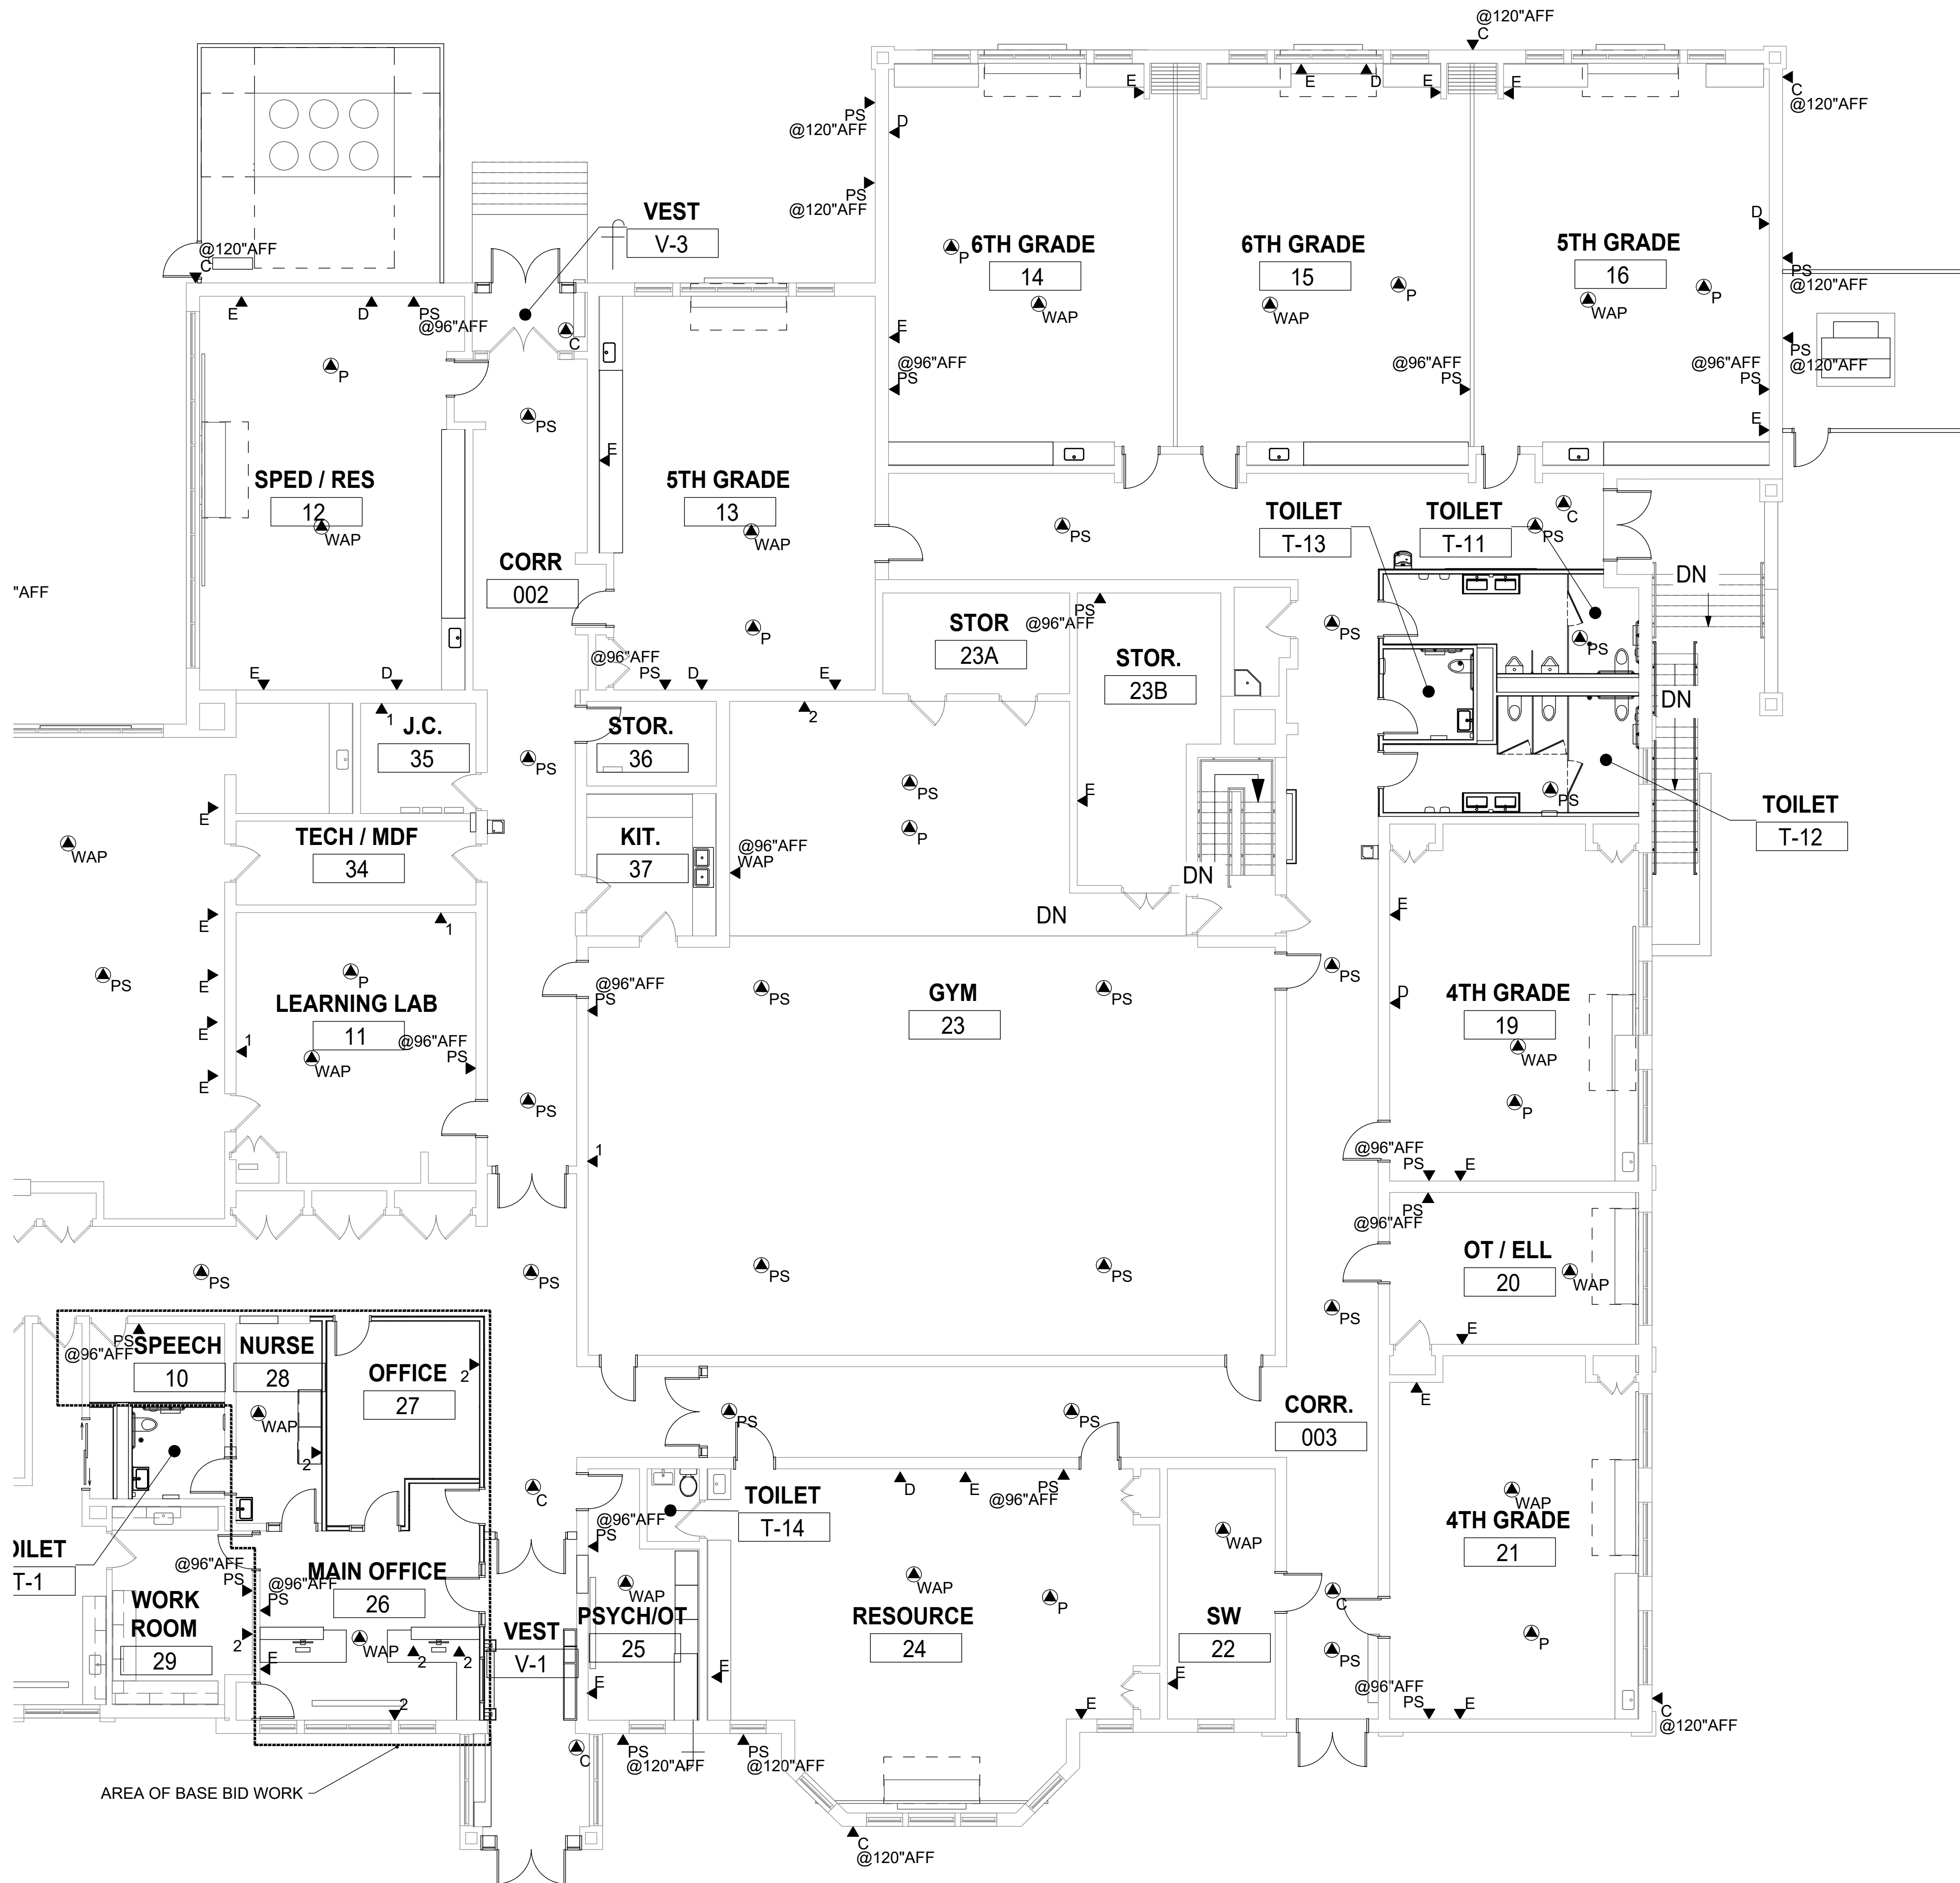 @120"AFF
C
PS
@120"AFF
PS
@120"AFF
D
E
E
D
E
E
C
@120"AFF
VEST
V-3
@120"AFF
C
6TH GRADE
14
P
WAP
6TH GRADE
15
P
WAP
5TH GRADE
16
P
WAP
D
PS
@120"AFF
PS
@120"AFF
E
D
PS
@96"AFF
C
P
E
@96"AFF
PS
@96"AFF
PS
@96"AFF
PS
E
PS
E
SPED / RES
12
WAP
5TH GRADE
13
WAP
TOILET
T-13
TOILET
T-11
C
PS
PS
CORR
002
"AFF
DN
P
STOR
23A
PS
@96"AFF
STOR.
23B
PS
PS
@96"AFF
PS
D
E
E
D
DN
J.C.
35
1
STOR.
36
2
PS
PS
P
E
PS
TOILET
T-12
E
WAP
TECH / MDF
34
KIT.
37
@96"AFF
WAP
DN
DN
E
1
E
PS
E
P
LEARNING LAB
11
@96"AFF
PS
WAP
1
E
E
@96"AFF
PS
PS
GYM
23
PS
PS
D
4TH GRADE
19
WAP
P
PS
1
@96"AFF
PS
E
PS
@96"AFF
OT / ELL
20
WAP
E
PS
PS
PS
PS
PS
PS
@96"AFF
SPEECH
10
NURSE
28
OFFICE
27
2
WAP
2
PS
PS
CORR.
003
E
C
TOILET
T-14
D
E
PS
@96"AFF
@96"AFF
PS
WAP
4TH GRADE
21
WAP
P
T-1
@96"AFF
PS
@96"AFF
PS
MAIN OFFICE
26
WORK
ROOM
29
2
E
WAP
2
2
2
VEST
V-1
WAP
PSYCH/OT
25
E
E
WAP
RESOURCE
24
P
E
SW
22
E
C
PS
@96"AFF
PS
E
C
@120"AFF
C
PS
@120"AFF
PS
@120"AFF
AREA OF BASE BID WORK
C
@120"AFF